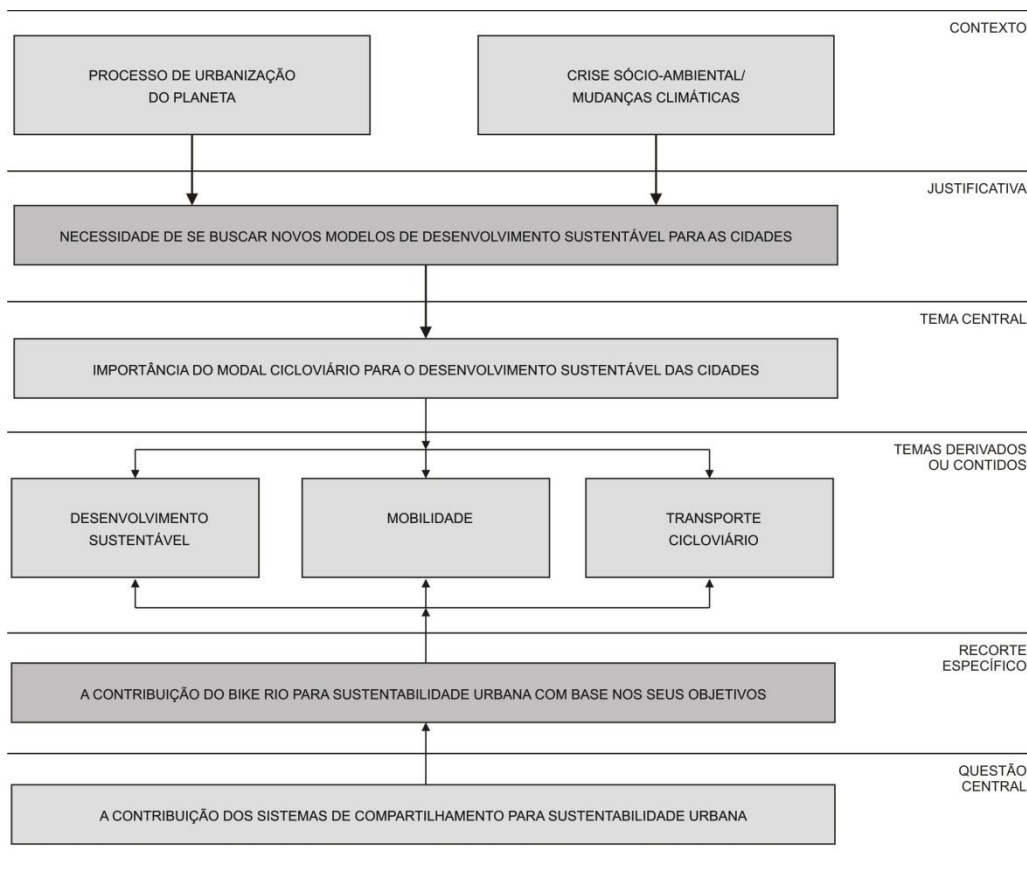 CONTEXTO
PROCESSO DE URBANIZAÇÃO
DO PLANETA
CRISE SÓCIO-AMBIENTAL/
MUDANÇAS CLIMÁTICAS
JUSTIFICATIVA
NECESSIDADE DE SE BUSCAR NOVOS MODELOS DE DESENVOLVIMENTO SUSTENTÁVEL PARA AS CIDADES
TEMA CENTRAL
IMPORTÂNCIA DO MODAL CICLOVIÁRIO PARA O DESENVOLVIMENTO SUSTENTÁVEL DAS CIDADES
TEMAS DERIVADOS
OU CONTIDOS
DESENVOLVIMENTO
SUSTENTÁVEL
MOBILIDADE
TRANSPORTE
CICLOVIÁRIO
RECORTE
ESPECÍFICO
A CONTRIBUIÇÃO DO BIKE RIO PARA SUSTENTABILIDADE URBANA COM BASE NOS SEUS OBJETIVOS
QUESTÃO
CENTRAL
A CONTRIBUIÇÃO DOS SISTEMAS DE COMPARTILHAMENTO PARA SUSTENTABILIDADE URBANA